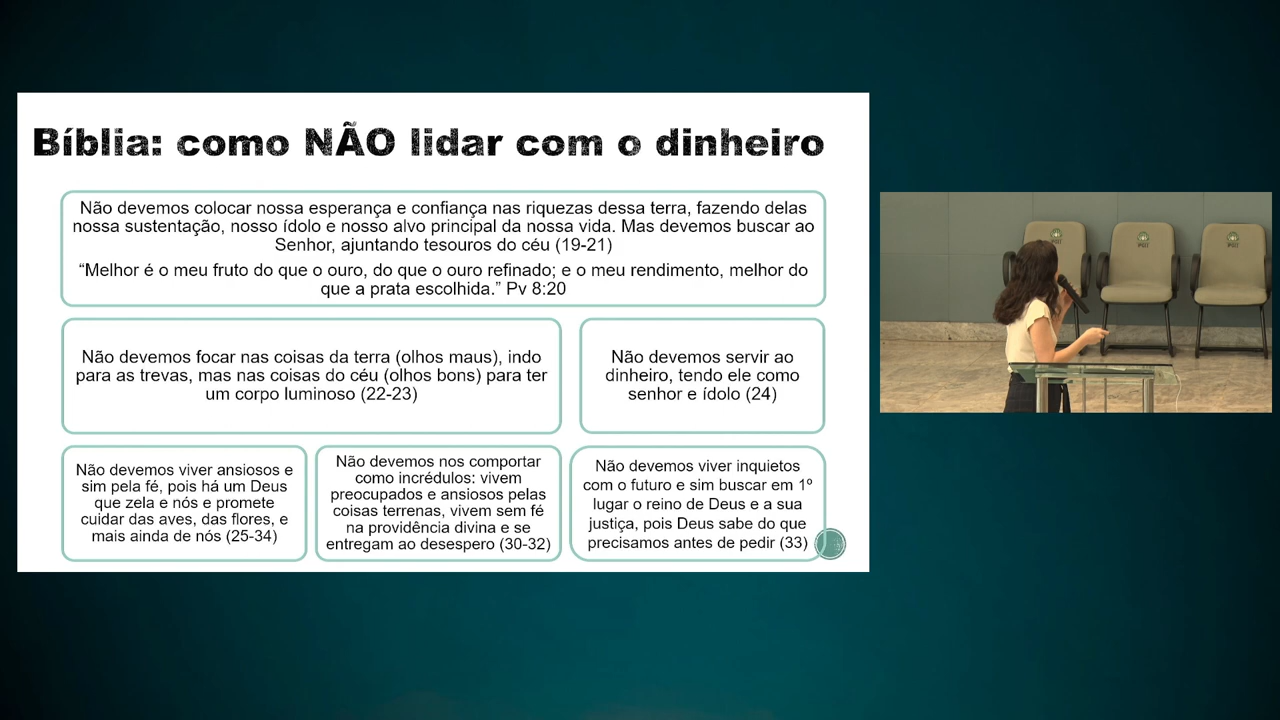 Bíblia: como NÃO lidar com o dinheiro
Não devemos colocar nossa esperança e confiança nas riquezas dessa terra, fazendo delas
nossa sustentação, nosso ídolo e nosso alvo principal da nossa vida. Mas devemos buscar ao
Senhor, ajuntando tesouros do céu (19-21)
“Melhor é o meu fruto do que o ouro, do que o ouro refinado; e o meu rendimento, melhor do
que a prata escolhida.” Pv 8:20
Não devemos focar nas coisas da terra (olhos maus), indo
para as trevas, mas nas coisas do céu (olhos bons) para ter
um corpo luminoso (22-23)
Não devemos servir ao
dinheiro, tendo ele como
senhor e ídolo (24)
Não devemos viver ansiosos e
sim pela fé, pois há um Deus
que zela e nós e promete
cuidar das aves, das flores, e
mais ainda de nós (25-34)
Não devemos nos comportar
como incrédulos: vivem
preocupados e ansiosos pelas
coisas terrenas, vivem sem fé
na providência divina e se
entregam ao desespero (30-32)
Não devemos viver inquietos
com o futuro e sim buscar em 1º
lugar o reino de Deus e a sua
justiça, pois Deus sabe do que
precisamos antes de pedir (33)